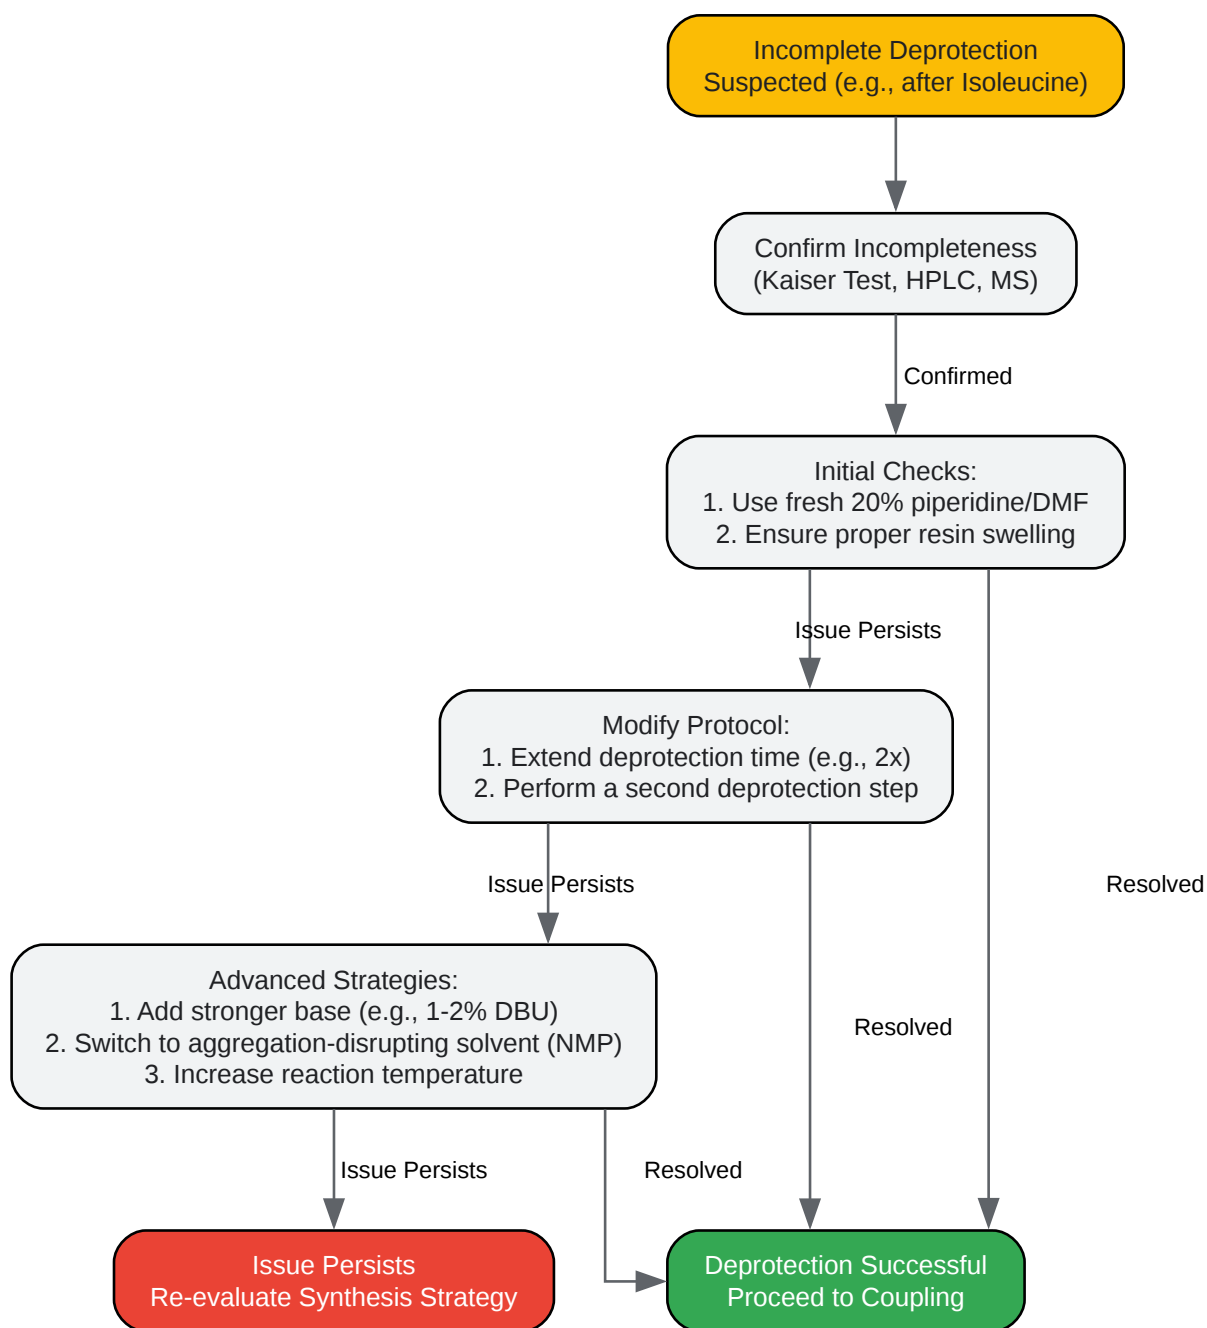 Incomplete Deprotection
Suspected (e.g., after Isoleucine)
Confirm Incompleteness
(Kaiser Test, HPLC, MS)
Confirmed
Initial Checks:
1. Use fresh 20% piperidine/DMF
2. Ensure proper resin swelling
Issue Persists
Modify Protocol:
1. Extend deprotection time (e.g., 2x)
2. Perform a second deprotection step
Issue Persists
Resolved
Advanced Strategies:
1. Add stronger base (e.g., 1-2% DBU)
2. Switch to aggregation-disrupting solvent (NMP)
3. Increase reaction temperature
Resolved
Issue Persists
Resolved
Issue Persists
Re-evaluate Synthesis Strategy
Deprotection Successful
Proceed to Coupling